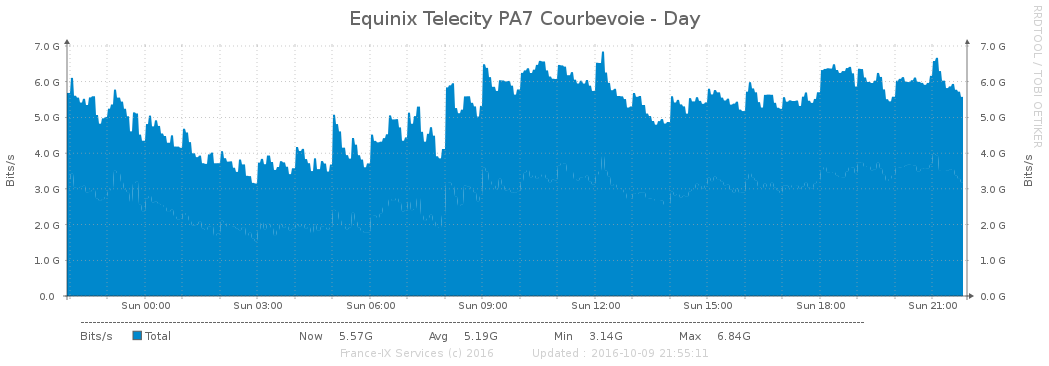 Equinix Telecity PA7 Courbevoie - Day
RRDTOOL / TOBI OETIKER
7.0 G 7.0 G
6.0 G 6.0 G
5.0 G 5.0 G
4.0 G 4.0 G
3.0 G 3.0 G
2.0 G 2.0 G
1.0 G 1.0 G
0.0 0.0 G
Bits/s
Bits/s
Sun 00:00 Sun 03:00 Sun 06:00 Sun 09:00 Sun 12:00 Sun 15:00 Sun 18:00 Sun 21:00
Bits/s Total Now 5.57G Avg 5.19G Min 3.14G Max 6.84G
France-IX Services (c) 2016 Updated : 2016-10-09 21:55:11